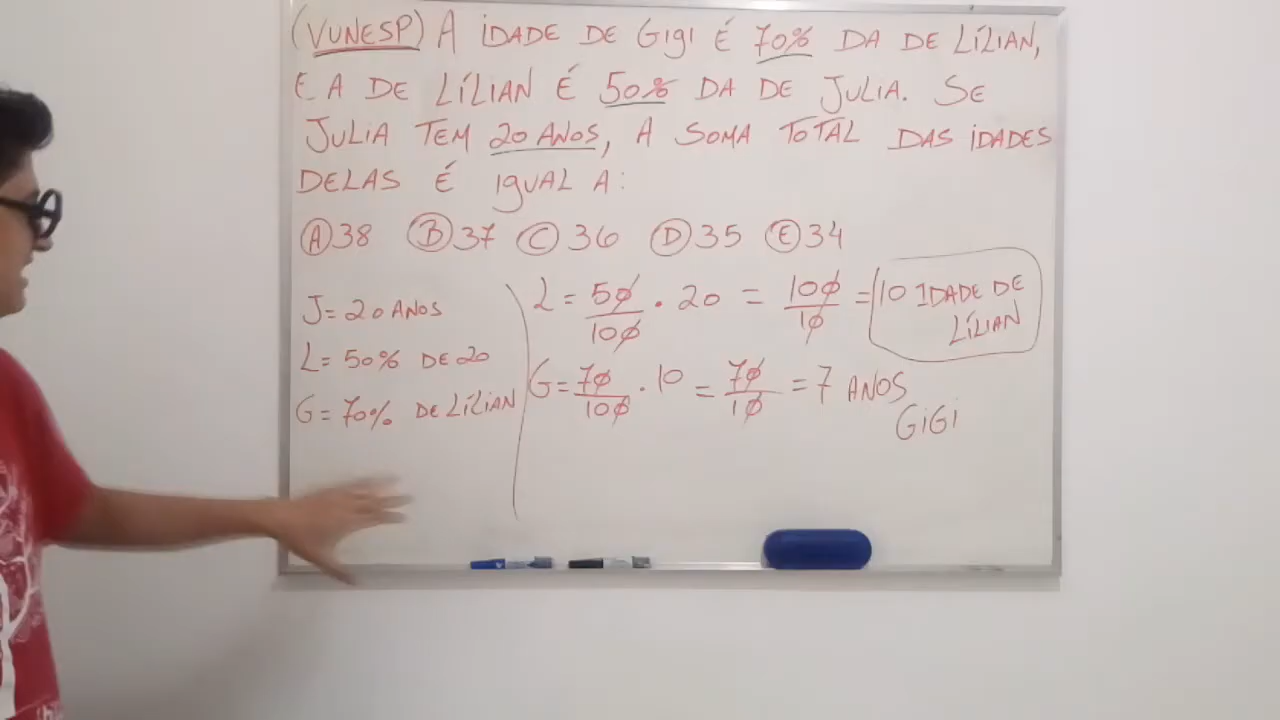 (VUNESP) A IDADE DE GIGI É 70% DA DE LÍLIAN,
E A DE LÍLIAN É 50% DA DE JULIA. SE
JULIA TEM 20 ANOS, A SOMA TOTAL DAS IDADES
DELAS É IGUAL A:
(A) 38 (B) 37 (C) 36 (D) 35 (E) 34
J = 20 ANOS
L = 50% DE 20
G = 70% DE LÍLIAN
L = 50/100 . 20 = 100/10 = 10 IDADE DE
LÍLIAN
G = 70/100 . 10 = 70/10 = 7 ANOS
GIGI